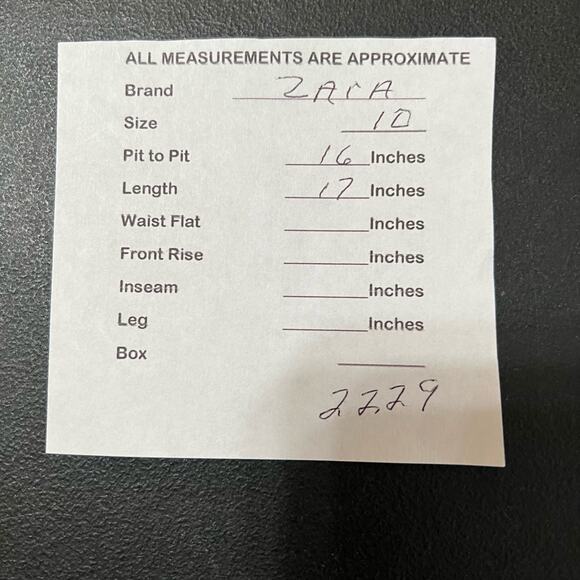 ALL MEASUREMENTS ARE APPROXIMATE
Brand ZArA
Size 10
Pit to Pit 16 Inches
Length 17 Inches
Waist Flat Inches
Front Rise Inches
Inseam Inches
Leg Inches
Box
2229